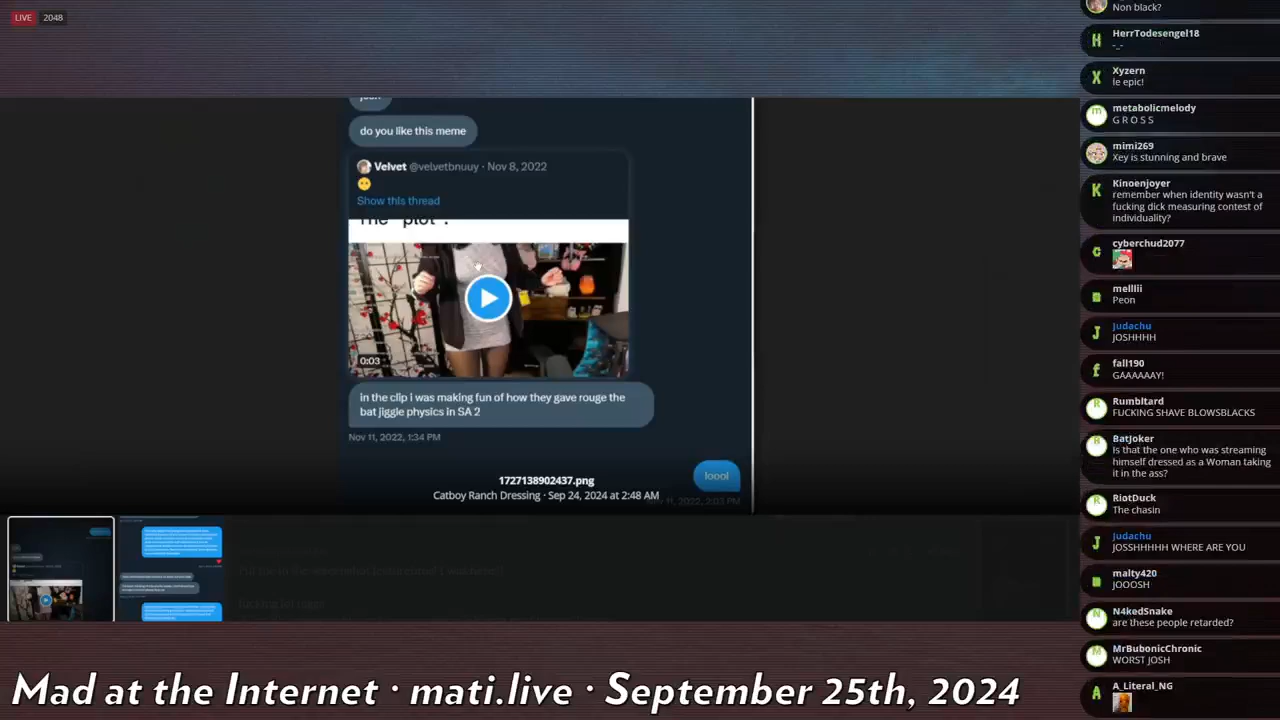 LIVE 2048
do you like this meme
Velvet @velvetbnuuy · Nov 8, 2022
Show this thread
The "plot":
0:03
in the clip i was making fun of how they gave rouge the
bat jiggle physics in SA 2
Nov 11, 2022, 1:34 PM
loool
1727138902437.png
Catboy Ranch Dressing · Sep 24, 2024 at 2:48 AM
11, 2022, 2:03 PM
Mad at the Internet · mati.live · September 25th, 2024
Non black?
HerrTodesengel18
-_-
Xyzern
le epic!
metabolicmelody
G R O S S
mimi269
Xey is stunning and brave
Kinoenjoyer
remember when identity wasn't a
fucking dick measuring contest of
individuality?
cyberchud2077
melllii
Peon
Judachu
JOSHHHH
fall190
GAAAAAAY!
Rumbltard
FUCKING SHAVE BLOWSBLACKS
Batjoker
Is that the one who was streaming
himself dressed as a Woman taking
it in the ass?
RiotDuck
The chasin
Judachu
JOSSHHHHH WHERE ARE YOU
malty420
JOOOSH
N4kedSnake
are these people retarded?
MrBubonicChronic
WORST JOSH
A_Literal_NG